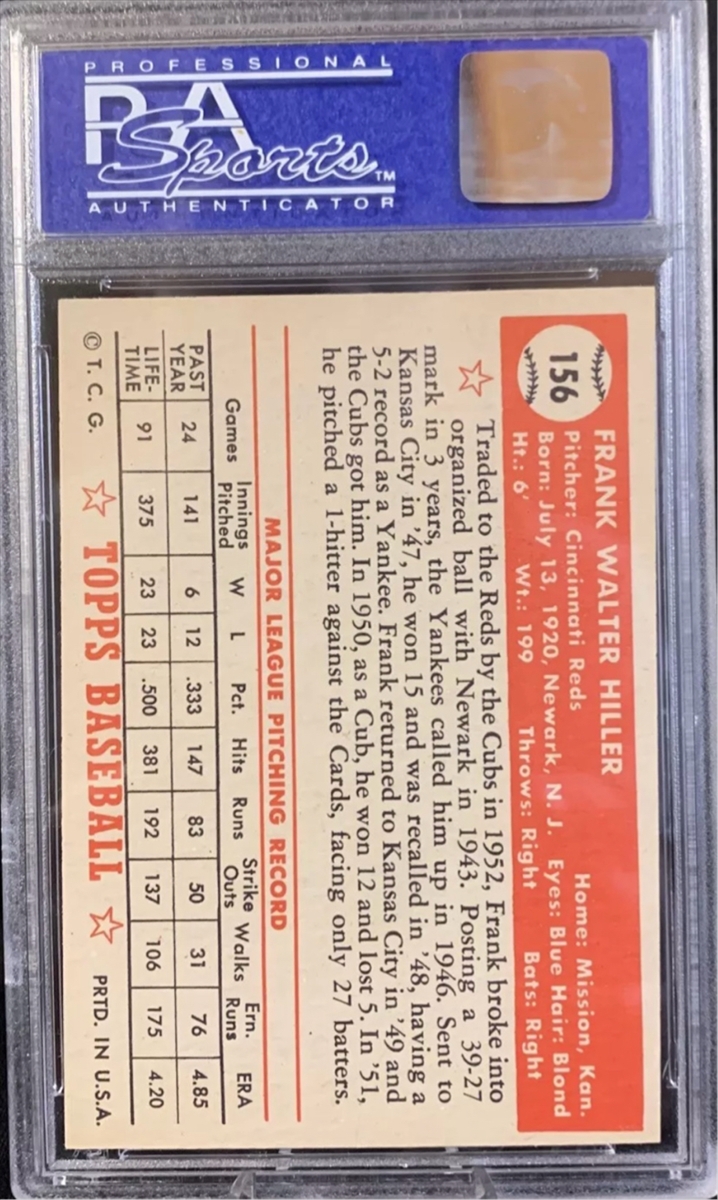 PROFESSIONAL
PSA
Sports™
AUTHENTICATOR
156
FRANK WALTER HILLER
Home: Mission, Kan.
Pitcher: Cincinnati Reds
Born: July 13, 1920, Newark, N. J. Eyes: Blue Hair: Blond
Ht.: 6' Wt.: 199 Throws: Right Bats: Right
Traded to the Reds by the Cubs in 1952, Frank broke into
organized ball with Newark in 1943. Posting a 39-27
mark in 3 years, the Yankees called him up in 1946. Sent to
Kansas City in '47, he won 15 and was recalled in '48, having a
5-2 record as a Yankee. Frank returned to Kansas City in '49 and
the Cubs got him. In 1950, as a Cub, he won 12 and lost 5. In '51,
he pitched a 1-hitter against the Cards, facing only 27 batters.
MAJOR LEAGUE PITCHING RECORD
Games Innings Pitched W L Pct. Hits Runs Strike Outs Walks Ern. Runs ERA
PAST YEAR 24 141 6 12 .333 147 83 50 31 76 4.85
LIFE-TIME 91 375 23 23 .500 381 192 137 106 175 4.20
© T. C. G. TOPPS BASEBALL PRTD. IN U.S.A.